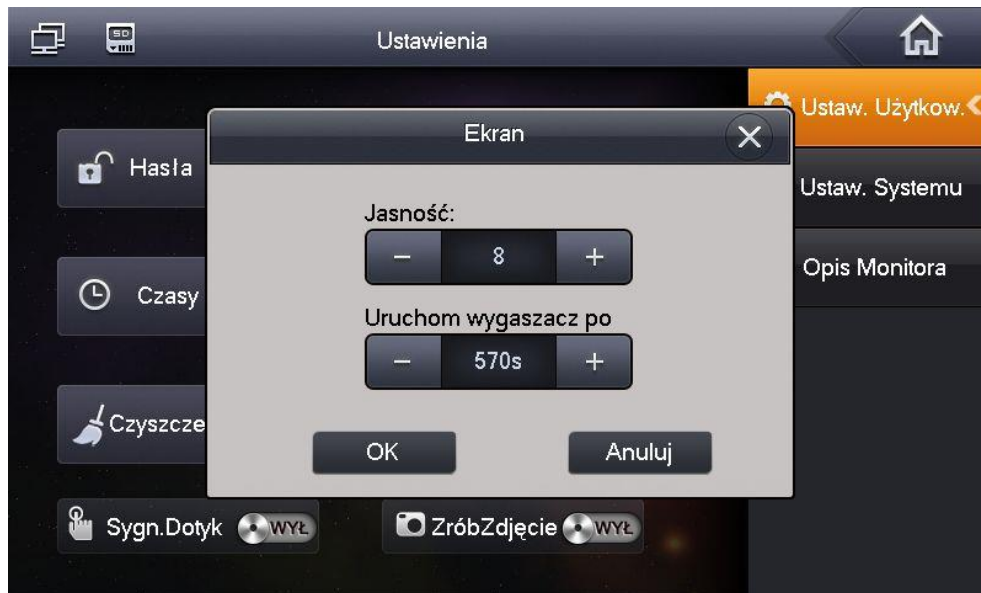 SD
Ustawienia
Ustaw. Użytkow.
Ekran
Hasła
Jasność:
Ustaw. Systemu
8
Opis Monitora
Czasy
Uruchom wygaszacz po
570s
Czyszcze
OK
Anuluj
Sygn.Dotyk
WYŁ
ZróbZdjęcie
WYŁ